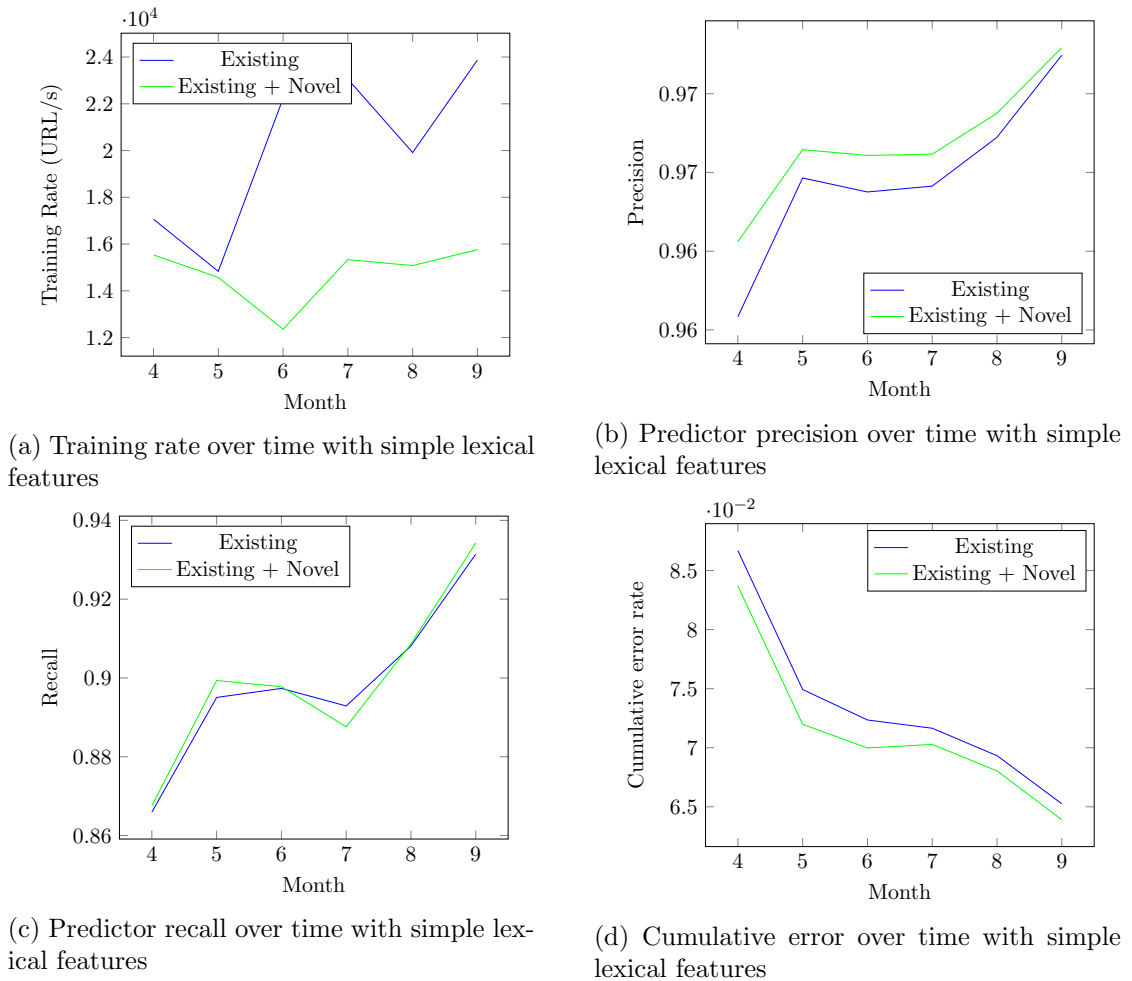 ·10⁴
2.4
2.2
2
1.8
1.6
1.4
1.2
Training Rate (URL/s)
Existing
Existing + Novel
4 5 6 7 8 9
Month
(a) Training rate over time with simple lexical
features
0.97
0.97
0.96
0.96
Precision
Existing
Existing + Novel
4 5 6 7 8 9
Month
(b) Predictor precision over time with simple
lexical features
0.94
0.92
0.9
0.88
0.86
Recall
Existing
Existing + Novel
4 5 6 7 8 9
Month
(c) Predictor recall over time with simple lex-
ical features
·10⁻²
8.5
8
7.5
7
6.5
Cumulative error rate
Existing
Existing + Novel
4 5 6 7 8 9
Month
(d) Cumulative error over time with simple
lexical features